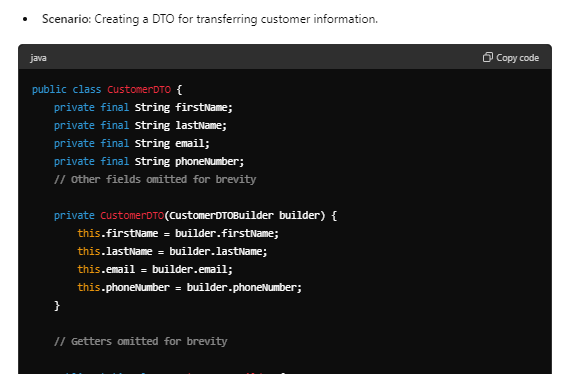 Scenario: Creating a DTO for transferring customer information.
java
Copy code
public class CustomerDTO {
    private final String firstName;
    private final String lastName;
    private final String email;
    private final String phoneNumber;
    // Other fields omitted for brevity
    private CustomerDTO(CustomerDTOBuilder builder) {
        this.firstName = builder.firstName;
        this.lastName = builder.lastName;
        this.email = builder.email;
        this.phoneNumber = builder.phoneNumber;
    }
    // Getters omitted for brevity